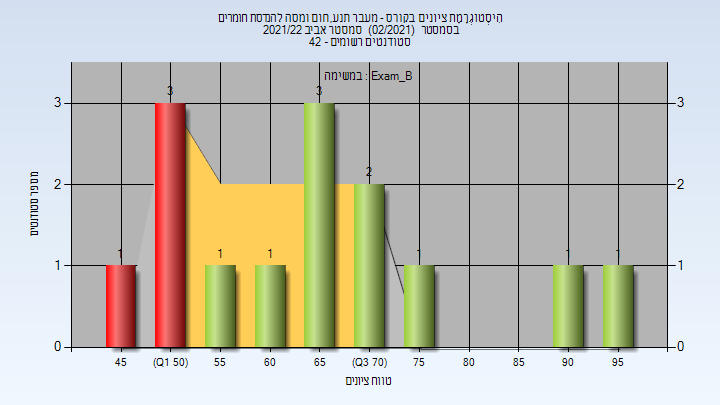 הִיסְטוֹגְרָמַת ציונים בקורס - מעבר תנע,חום ומסה להנדסת חומרים
בסמסטר (02/2021) סמסטר אביב 2021/22
סטודנטים רשומים - 42
במשימה : Exam_B
3 3 3 3
2 2 2
1 1 1 1 1 1 1 1
0 0
45 (Q1 50) 55 60 65 (Q3 70) 75 80 85 90 95
מספר סטודנטים
טווח ציונים